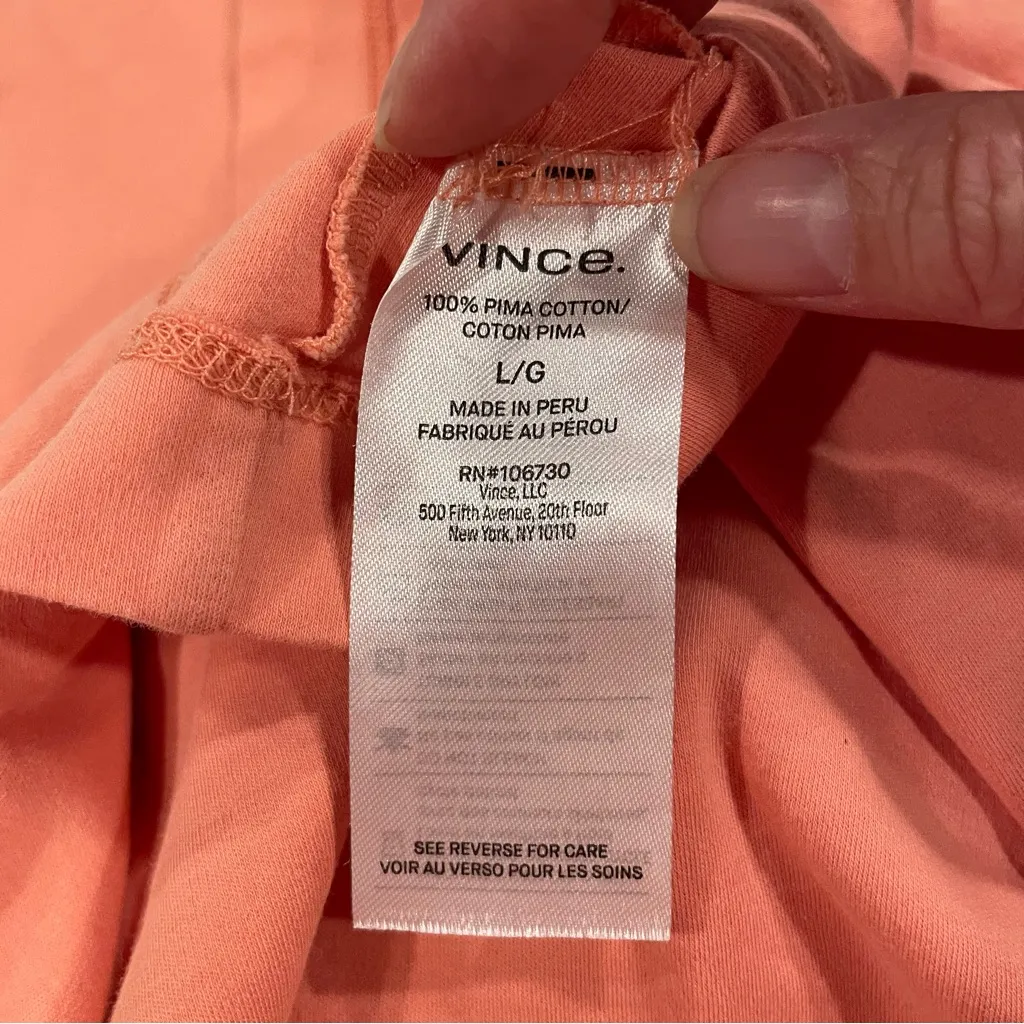 VINCE.
100% PIMA COTTON/
COTON PIMA
L/G
MADE IN PERU
FABRIQUÉ AU PÉROU
RN#106730
Vince, LLC
500 Fifth Avenue, 20th Floor
New York, NY 10110
SEE REVERSE FOR CARE
VOIR AU VERSO POUR LES SOINS